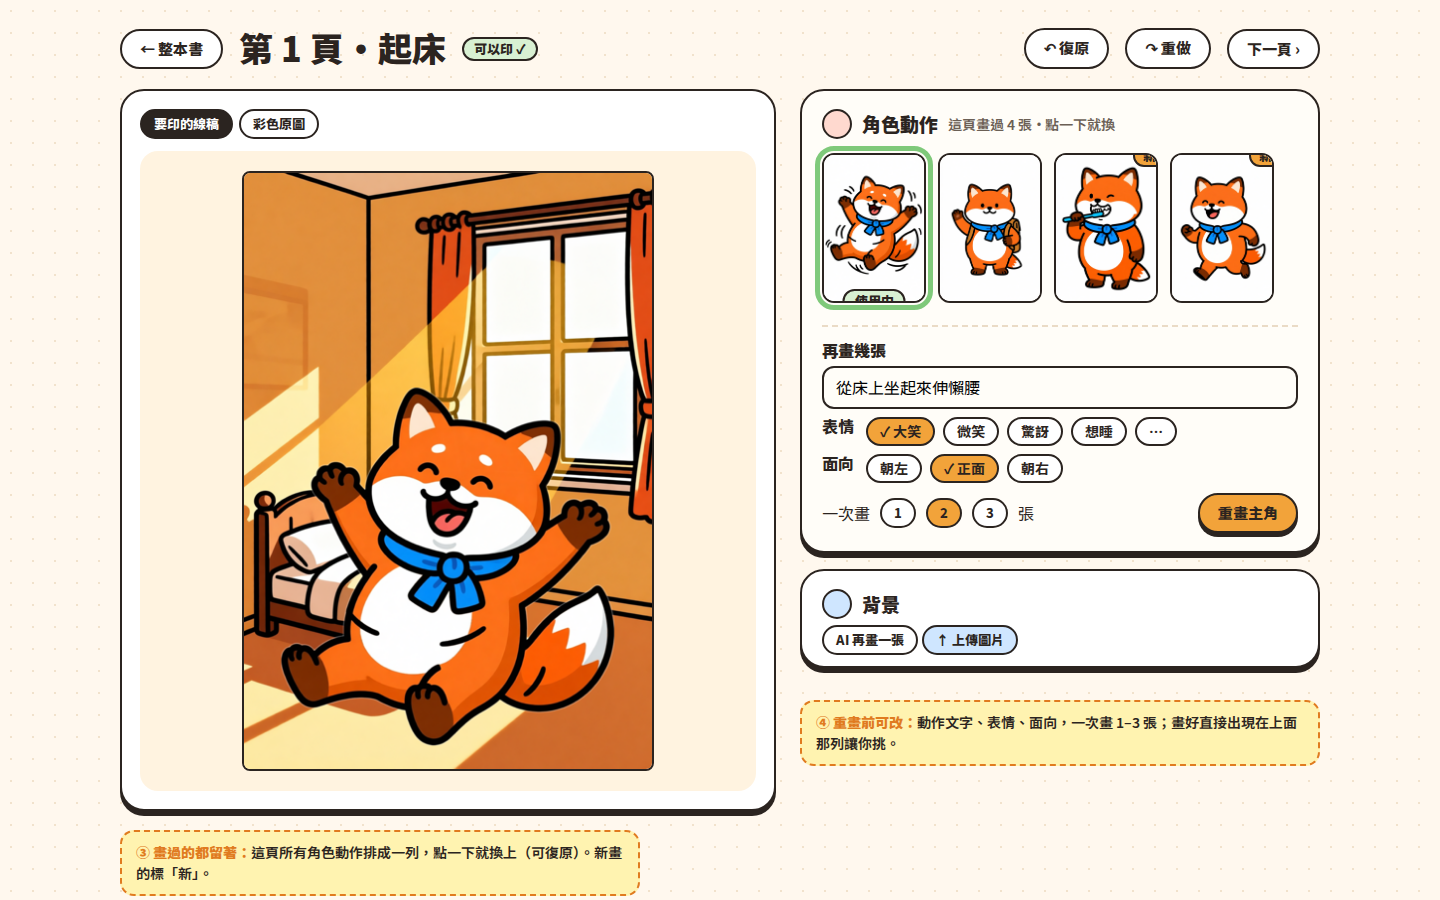 ← 整本書
第 1 頁・起床
可以印 ✓
↶ 復原
↷ 重做
下一頁 ›
要印的線稿
彩色原圖
角色動作
這頁畫過 4 張・點一下就換
新
新
使用中
再畫幾張
從床上坐起來伸懶腰
表情
✓ 大笑
微笑
驚訝
想睡
⋯
面向
朝左
✓ 正面
朝右
一次畫
1
2
3
張
重畫主角
背景
AI 再畫一張
↑ 上傳圖片
④ 重畫前可改：動作文字、表情、面向，一次畫 1–3 張；畫好直接出現在上面
那列讓你挑。
③ 畫過的都留著：這頁所有角色動作排成一列，點一下就換上（可復原）。新畫
的標「新」。